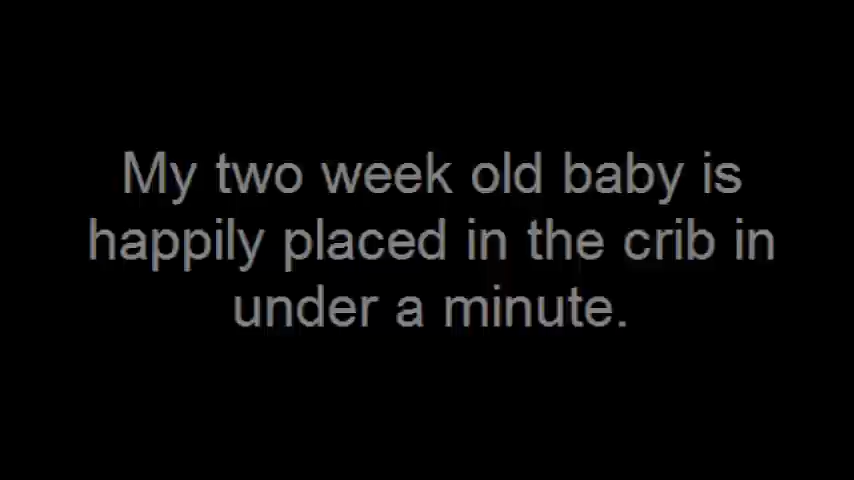 My two week old baby is
happily placed in the crib in
under a minute.